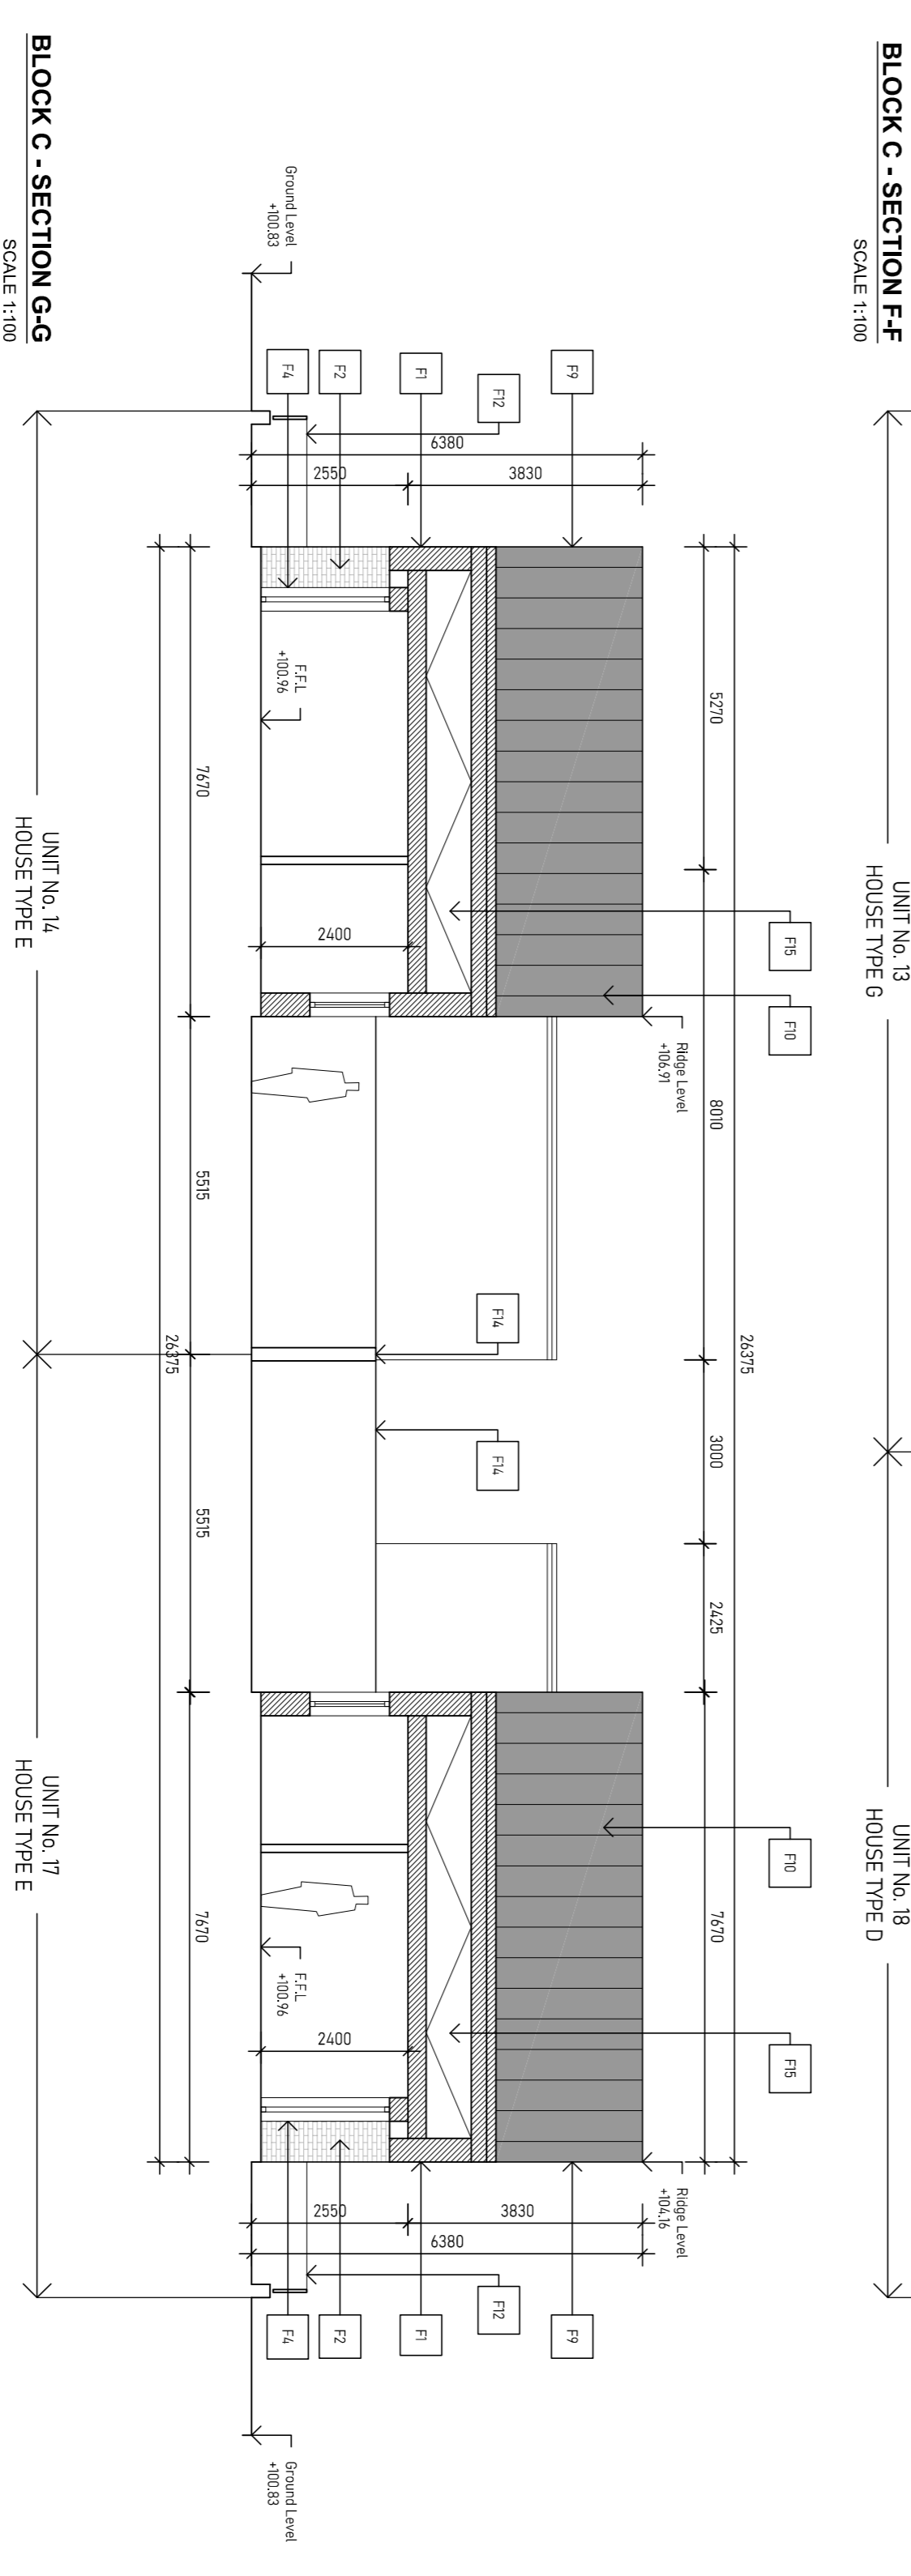 BLOCK C - SECTION F-F
SCALE 1:100
UNIT No. 13
HOUSE TYPE G
UNIT No. 18
HOUSE TYPE D
F15
F10
F10
F15
26375
5270
8010
3000
2425
7670
Ridge Level
+106.91
Ridge Level
+104.16
F9
F12
F1
F2
F4
6380
3830
2550
F14
F14
F9
F12
F1
F2
F4
3830
6380
2550
2400
2400
F.F.L
+100.96
F.F.L
+100.96
Ground Level
+100.83
Ground Level
+100.83
7670
5515
5515
7670
26375
UNIT No. 14
HOUSE TYPE E
UNIT No. 17
HOUSE TYPE E
BLOCK C - SECTION G-G
SCALE 1:100